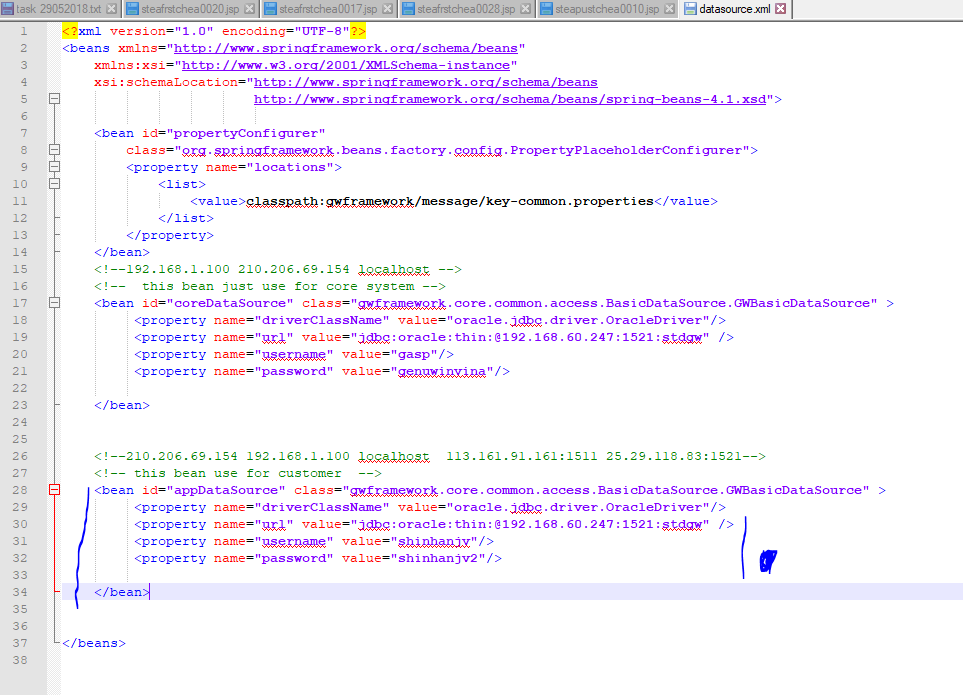 task 29052018.txt steafrstchea0020.jsp steafrstchea0017.jsp steafrstchea0028.jsp steapustchea0010.jsp datasource.xml
1 <?xml version="1.0" encoding="UTF-8"?>
2 <beans xmlns="http://www.springframework.org/schema/beans"
3 xmlns:xsi="http://www.w3.org/2001/XMLSchema-instance"
4 xsi:schemaLocation="http://www.springframework.org/schema/beans
5 http://www.springframework.org/schema/beans/spring-beans-4.1.xsd">
6
7 <bean id="propertyConfigurer"
8 class="org.springframework.beans.factory.config.PropertyPlaceholderConfigurer">
9 <property name="locations">
10 <list>
11 <value>classpath:gwframework/message/key-common.properties</value>
12 </list>
13 </property>
14 </bean>
15 <!--192.168.1.100 210.206.69.154 localhost -->
16 <!--  this bean just use for core system -->
17 <bean id="coreDataSource" class="gwframework.core.common.access.BasicDataSource.GWBasicDataSource" >
18 <property name="driverClassName" value="oracle.jdbc.driver.OracleDriver"/>
19 <property name="url" value="jdbc:oracle:thin:@192.168.60.247:1521:stdgw" />
20 <property name="username" value="gasp"/>
21 <property name="password" value="genuwinvina"/>
22
23 </bean>
24
25
26 <!--210.206.69.154 192.168.1.100 localhost  113.161.91.161:1511 25.29.118.83:1521-->
27 <!-- this bean use for customer  -->
28 <bean id="appDataSource" class="gwframework.core.common.access.BasicDataSource.GWBasicDataSource" >
29 <property name="driverClassName" value="oracle.jdbc.driver.OracleDriver"/>
30 <property name="url" value="jdbc:oracle:thin:@192.168.60.247:1521:stdgw" />
31 <property name="username" value="shinhanjv"/>
32 <property name="password" value="shinhanjv2"/>
33
34 </bean>
35
36
37 </beans>
38